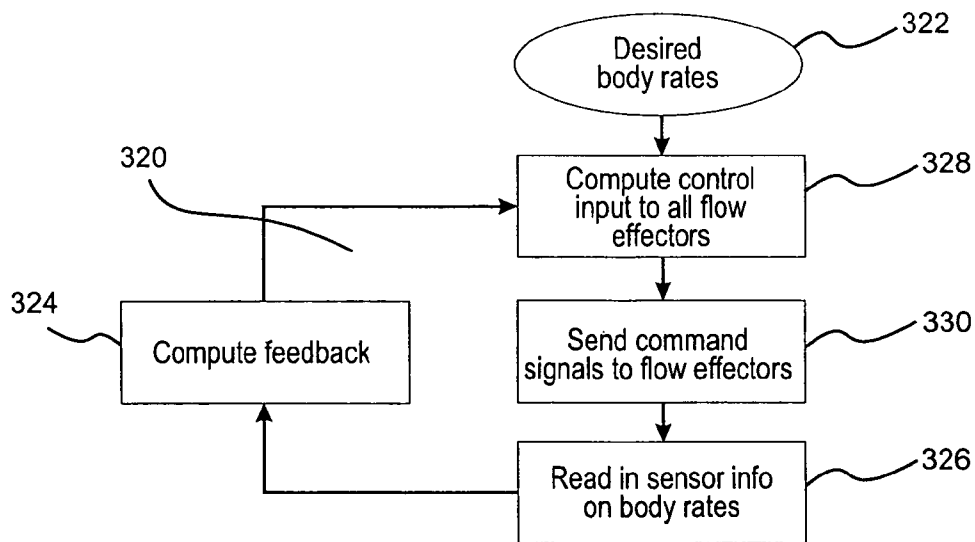 Desired
body rates
322
320
Compute control
input to all flow
effectors
328
324
Compute feedback
Send command
signals to flow effectors
330
Read in sensor info
on body rates
326